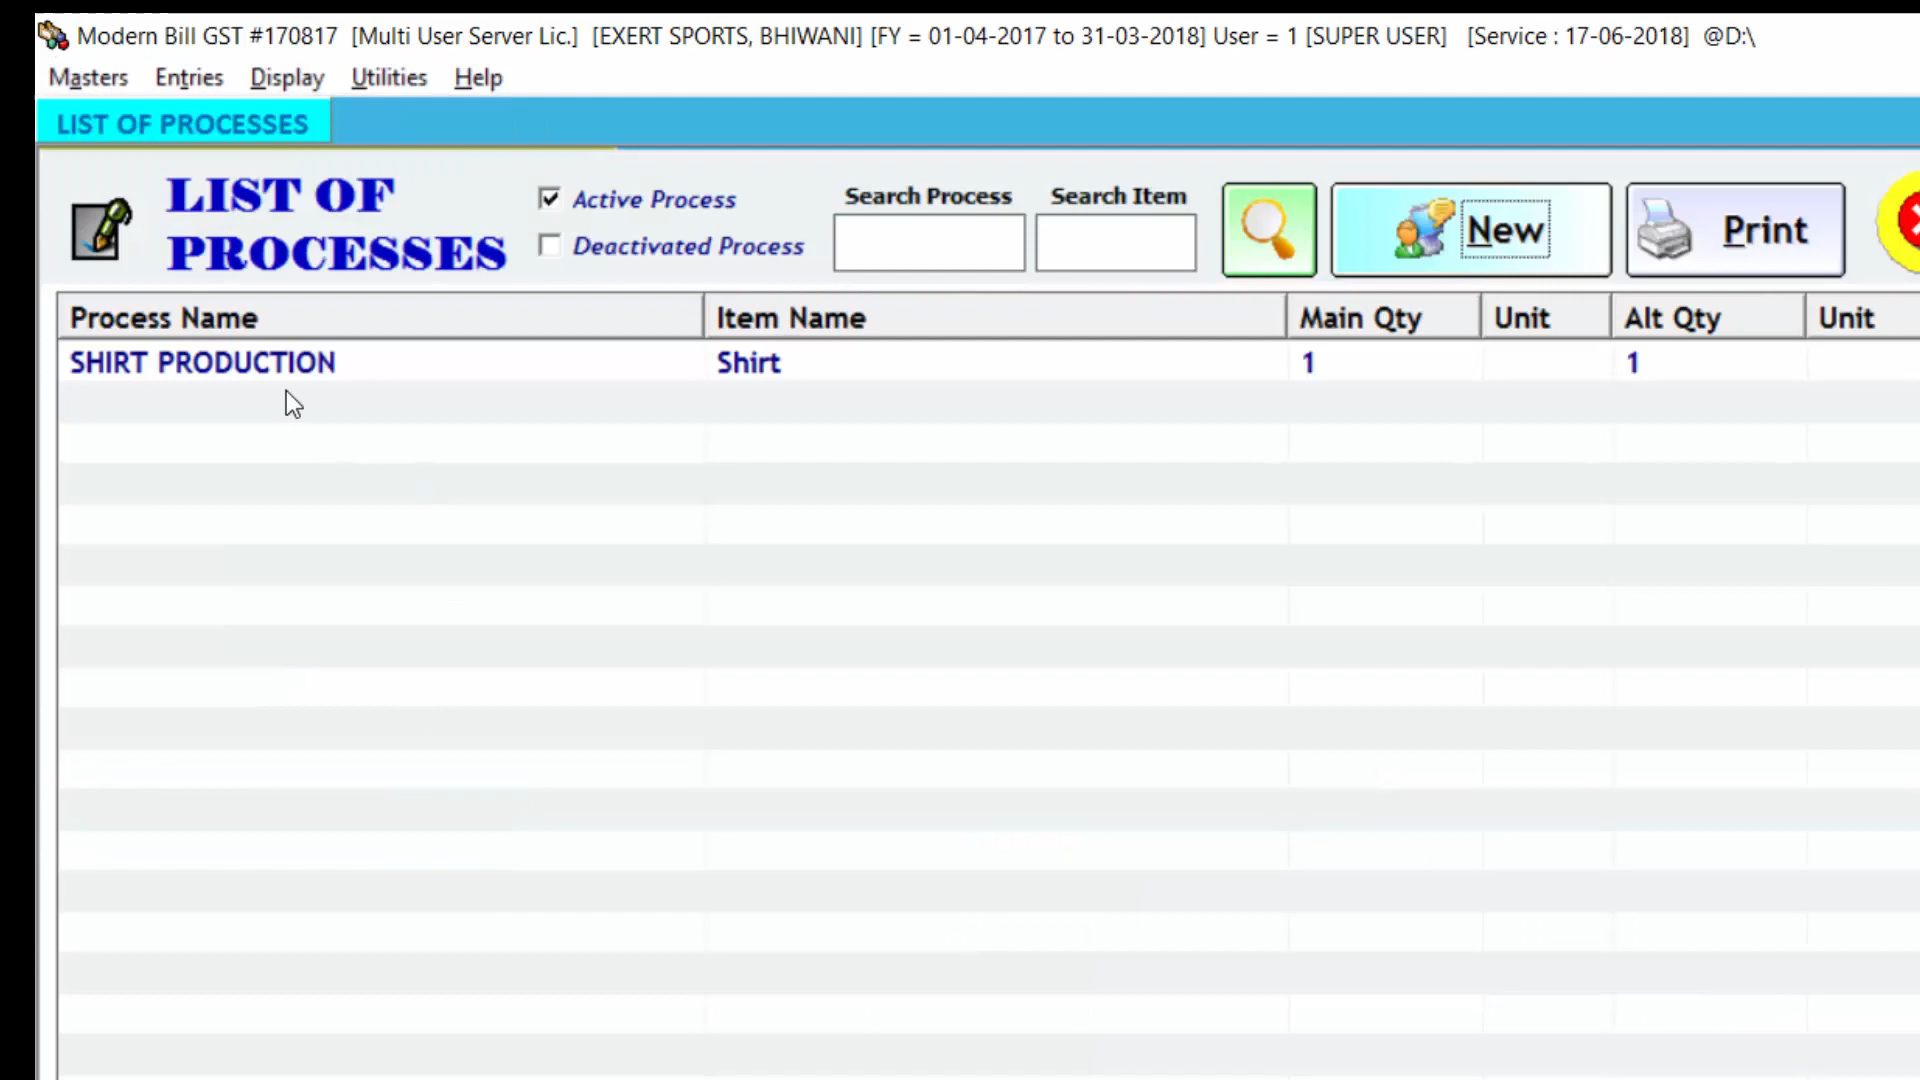 Modern Bill GST #170817 [Multi User Server Lic.] [EXERT SPORTS, BHIWANI] [FY = 01-04-2017 to 31-03-2018] User = 1 [SUPER USER] [Service : 17-06-2018] @D:\
Masters Entries Display Utilities Help
LIST OF PROCESSES
LIST OF
PROCESSES
Active Process
Deactivated Process
Search Process Search Item
New
Print
Process Name Item Name Main Qty Unit Alt Qty Unit
SHIRT PRODUCTION Shirt 1 1